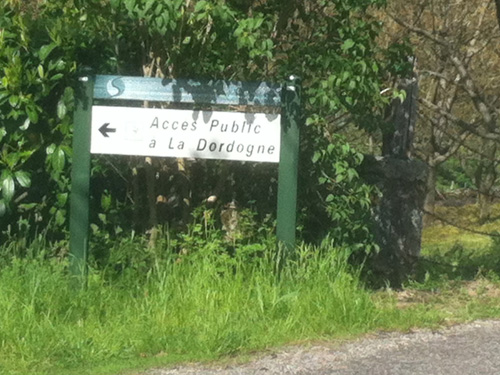 Acces Public
a La Dordogne